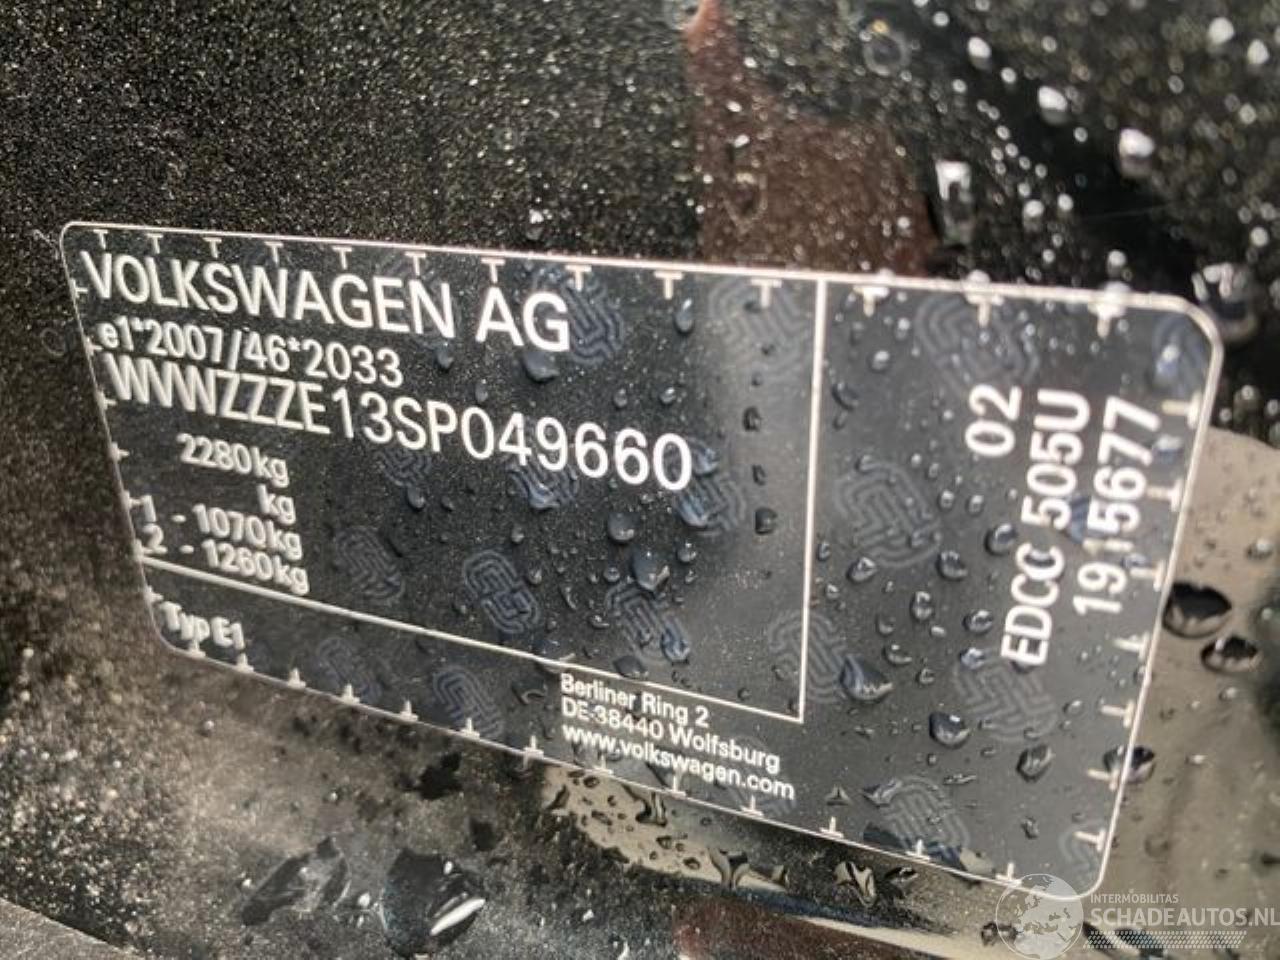 VOLKSWAGEN AG
e1*2007/46*2033
WVWZZZE13SP049660
2280kg
kg
1 - 1070kg
2 - 1260kg
Typ E1
Berliner Ring 2
DE-38440 Wolfsburg
www.volkswagen.com
02
EDCC 505U
1915677
INTERMOBILITAS
SCHADEAUTOS.NL